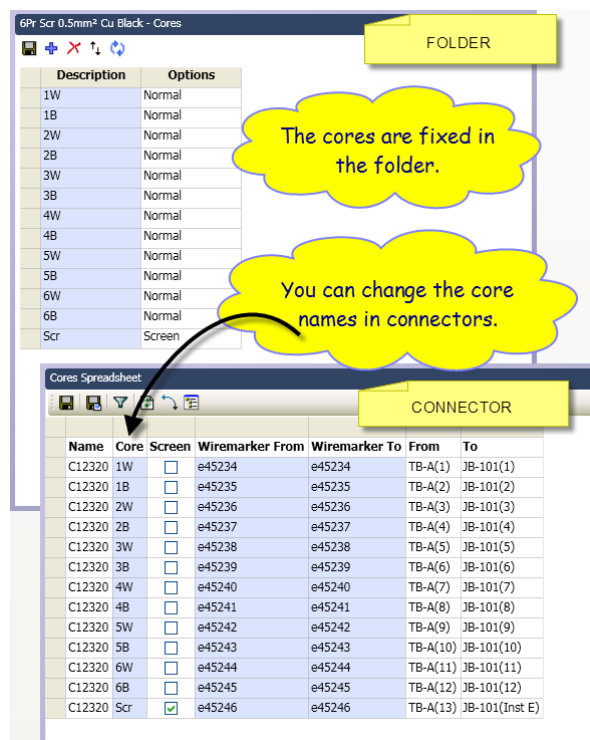 6Pr Scr 0.5mm² Cu Black - Cores
FOLDER
Description Options
1W Normal
1B Normal
2W Normal
2B Normal
3W Normal
3B Normal
4W Normal
4B Normal
5W Normal
5B Normal
6W Normal
6B Normal
Scr Screen
The cores are fixed in
the folder.
You can change the core
names in connectors.
Cores Spreadsheet
CONNECTOR
Name Core Screen Wiremarker From Wiremarker To From To
C12320 1W e45234 e45234 TB-A(1) JB-101(1)
C12320 1B e45235 e45235 TB-A(2) JB-101(2)
C12320 2W e45236 e45236 TB-A(3) JB-101(3)
C12320 2B e45237 e45237 TB-A(4) JB-101(4)
C12320 3W e45238 e45238 TB-A(5) JB-101(5)
C12320 3B e45239 e45239 TB-A(6) JB-101(6)
C12320 4W e45240 e45240 TB-A(7) JB-101(7)
C12320 4B e45241 e45241 TB-A(8) JB-101(8)
C12320 5W e45242 e45242 TB-A(9) JB-101(9)
C12320 5B e45243 e45243 TB-A(10) JB-101(10)
C12320 6W e45244 e45244 TB-A(11) JB-101(11)
C12320 6B e45245 e45245 TB-A(12) JB-101(12)
C12320 Scr e45246 e45246 TB-A(13) JB-101(Inst E)